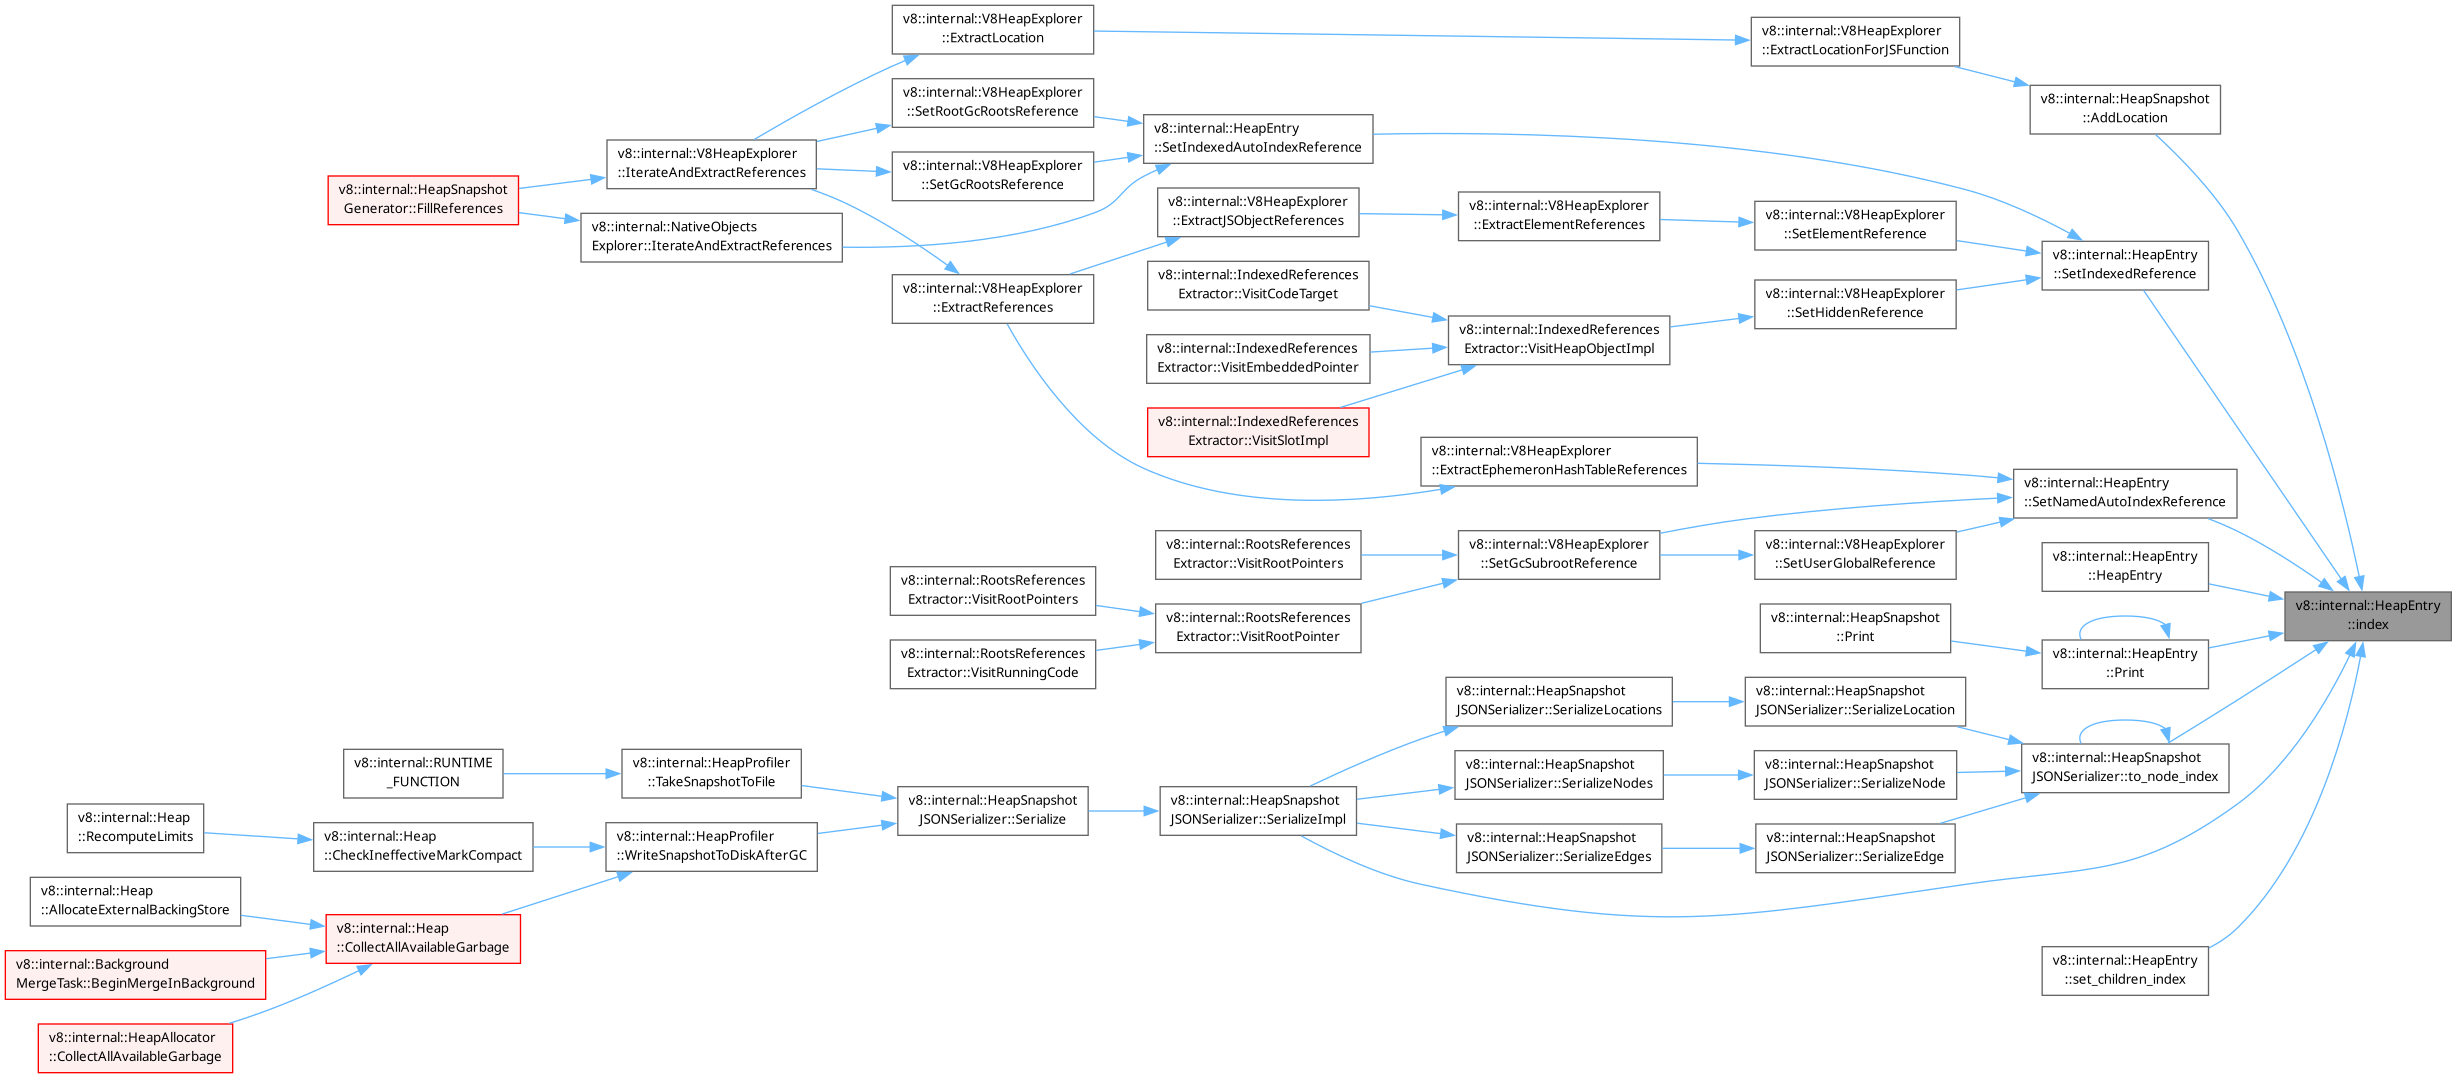 v8::internal::V8HeapExplorer
::ExtractLocation
v8::internal::V8HeapExplorer
::ExtractLocationForJSFunction
v8::internal::HeapSnapshot
::AddLocation
v8::internal::V8HeapExplorer
::SetRootGcRootsReference
v8::internal::HeapEntry
::SetIndexedAutoIndexReference
v8::internal::V8HeapExplorer
::IterateAndExtractReferences
v8::internal::V8HeapExplorer
::SetGcRootsReference
v8::internal::HeapSnapshot
Generator::FillReferences
v8::internal::NativeObjects
Explorer::IterateAndExtractReferences
v8::internal::V8HeapExplorer
::ExtractJSObjectReferences
v8::internal::V8HeapExplorer
::ExtractElementReferences
v8::internal::V8HeapExplorer
::SetElementReference
v8::internal::HeapEntry
::SetIndexedReference
v8::internal::V8HeapExplorer
::ExtractReferences
v8::internal::IndexedReferences
Extractor::VisitCodeTarget
v8::internal::V8HeapExplorer
::SetHiddenReference
v8::internal::IndexedReferences
Extractor::VisitHeapObjectImpl
v8::internal::IndexedReferences
Extractor::VisitEmbeddedPointer
v8::internal::IndexedReferences
Extractor::VisitSlotImpl
v8::internal::V8HeapExplorer
::ExtractEphemeronHashTableReferences
v8::internal::HeapEntry
::SetNamedAutoIndexReference
v8::internal::RootsReferences
Extractor::VisitRootPointers
v8::internal::V8HeapExplorer
::SetGcSubrootReference
v8::internal::V8HeapExplorer
::SetUserGlobalReference
v8::internal::HeapEntry
::HeapEntry
v8::internal::RootsReferences
Extractor::VisitRootPointers
v8::internal::HeapEntry
::index
v8::internal::RootsReferences
Extractor::VisitRootPointer
v8::internal::HeapSnapshot
::Print
v8::internal::RootsReferences
Extractor::VisitRunningCode
v8::internal::HeapEntry
::Print
v8::internal::HeapSnapshot
JSONSerializer::SerializeLocations
v8::internal::HeapSnapshot
JSONSerializer::SerializeLocation
v8::internal::RUNTIME
_FUNCTION
v8::internal::HeapProfiler
::TakeSnapshotToFile
v8::internal::HeapSnapshot
JSONSerializer::SerializeNodes
v8::internal::HeapSnapshot
JSONSerializer::SerializeNode
v8::internal::HeapSnapshot
JSONSerializer::to_node_index
v8::internal::HeapSnapshot
JSONSerializer::Serialize
v8::internal::HeapSnapshot
JSONSerializer::SerializeImpl
v8::internal::Heap
::RecomputeLimits
v8::internal::Heap
::CheckIneffectiveMarkCompact
v8::internal::HeapProfiler
::WriteSnapshotToDiskAfterGC
v8::internal::HeapSnapshot
JSONSerializer::SerializeEdges
v8::internal::HeapSnapshot
JSONSerializer::SerializeEdge
v8::internal::Heap
::AllocateExternalBackingStore
v8::internal::Heap
::CollectAllAvailableGarbage
v8::internal::Background
MergeTask::BeginMergeInBackground
v8::internal::HeapEntry
::set_children_index
v8::internal::HeapAllocator
::CollectAllAvailableGarbage